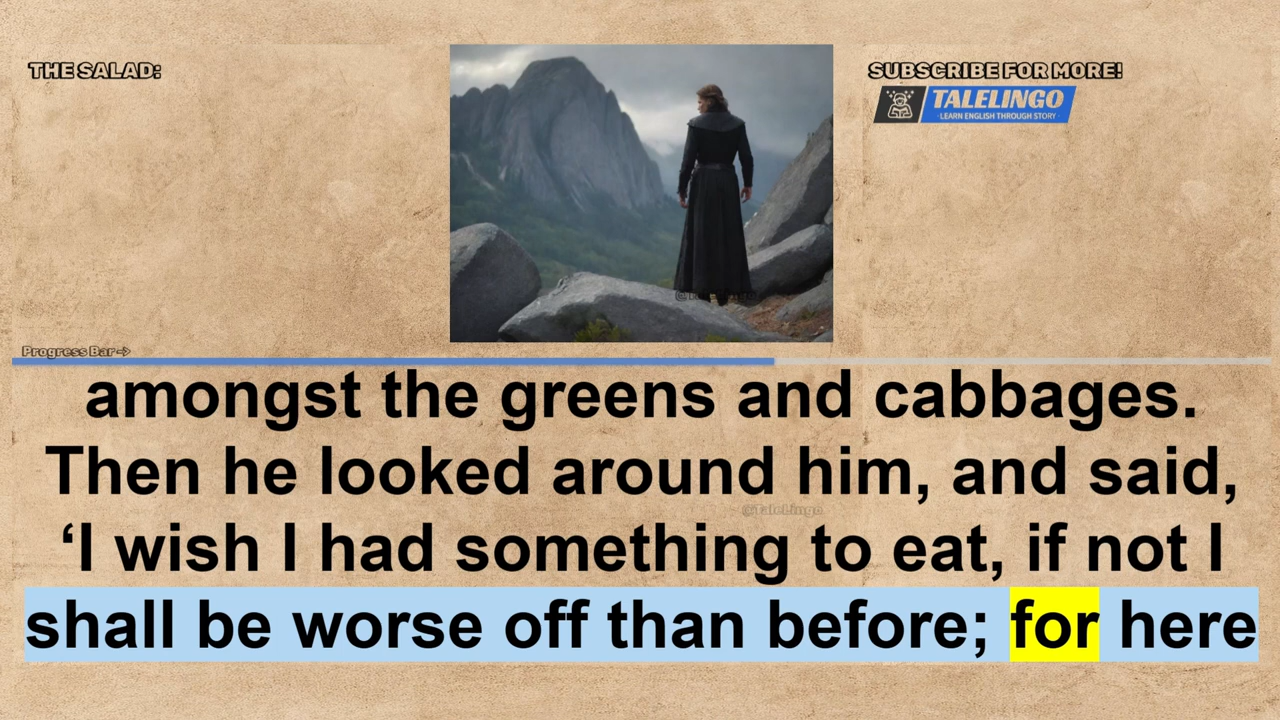 THE SALAD:
SUBSCRIBE FOR MORE!
TALELINGO
·LEARN ENGLISH THROUGH STORY·
Progress Bar->
amongst the greens and cabbages.
Then he looked around him, and said,
@TaleLingo
‘I wish I had something to eat, if not I
shall be worse off than before; for here